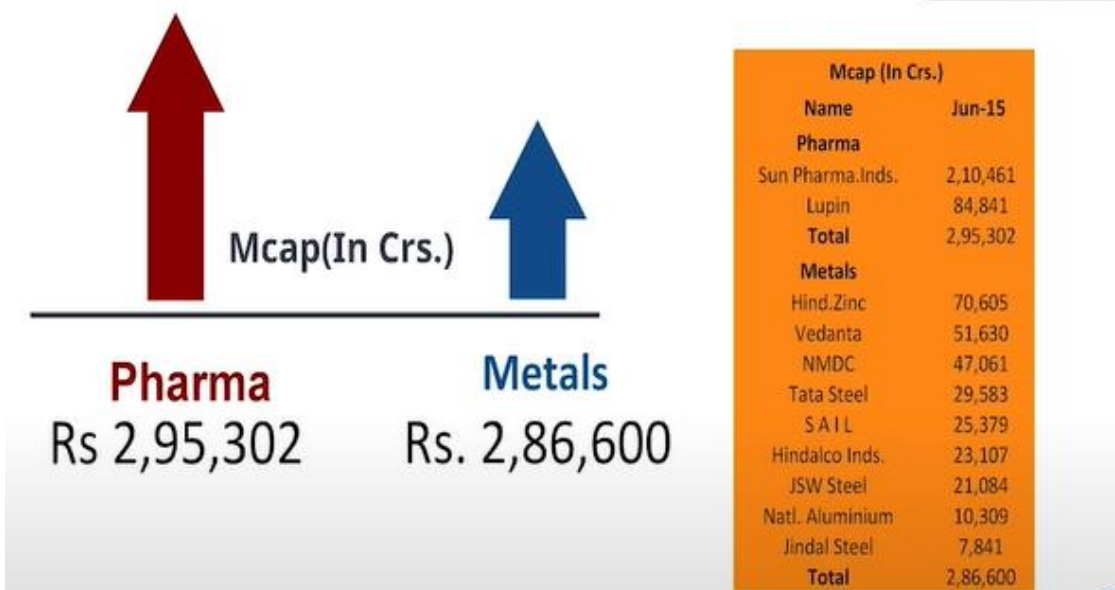 Mcap(In Crs.)
Pharma
Rs 2,95,302
Metals
Rs. 2,86,600
Mcap (In Crs.)
Name Jun-15
Pharma
Sun Pharma.Inds. 2,10,461
Lupin 84,841
Total 2,95,302
Metals
Hind.Zinc 70,605
Vedanta 51,630
NMDC 47,061
Tata Steel 29,583
S A I L 25,379
Hindalco Inds. 23,107
JSW Steel 21,084
Natl. Aluminium 10,309
Jindal Steel 7,841
Total 2,86,600